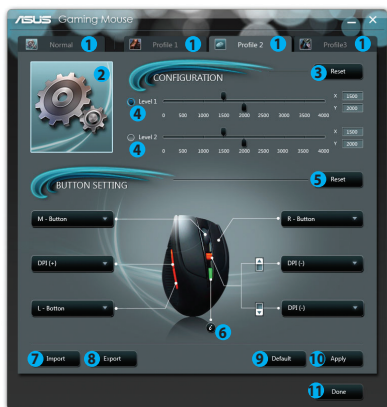 ASUS Gaming Mouse
Normal 1 Profile 1 1 Profile 2 1 Profile3 1
2
CONFIGURATION
3 Reset
Level 1
X 1500
Y 2000
4
0 500 1000 1500 2000 2500 3000 3500 4000
Level 2
X 1500
Y 2000
4
0 500 1000 1500 2000 2500 3000 3500 4000
BUTTON SETTING
5 Reset
M - Button
R - Button
DPI (+)
DPI (-)
L - Botton
DPI (-)
6
7 Import
8 Export
9 Default
10 Apply
11 Done